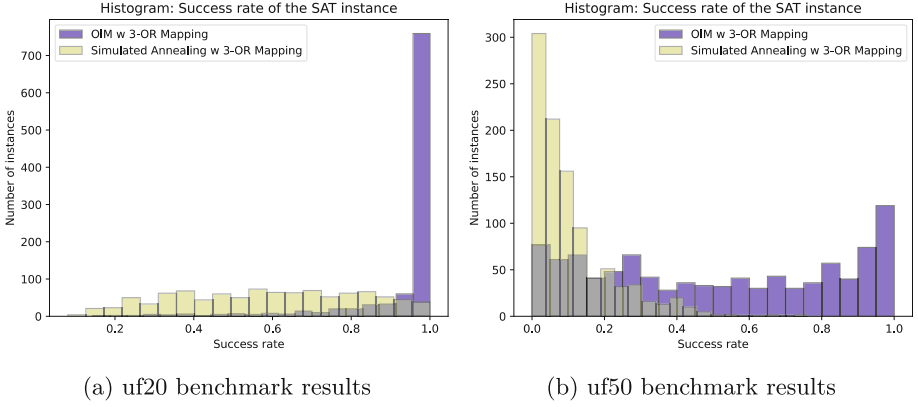 Histogram: Success rate of the SAT instance
OIM w 3-OR Mapping
Simulated Annealing w 3-OR Mapping
Number of instances
700
600
500
400
300
200
100
0
0.2
0.4
0.6
0.8
1.0
Success rate
(a) uf20 benchmark results
Histogram: Success rate of the SAT instance
OIM w 3-OR Mapping
Simulated Annealing w 3-OR Mapping
Number of instances
300
250
200
150
100
50
0
0.0
0.2
0.4
0.6
0.8
1.0
Success rate
(b) uf50 benchmark results